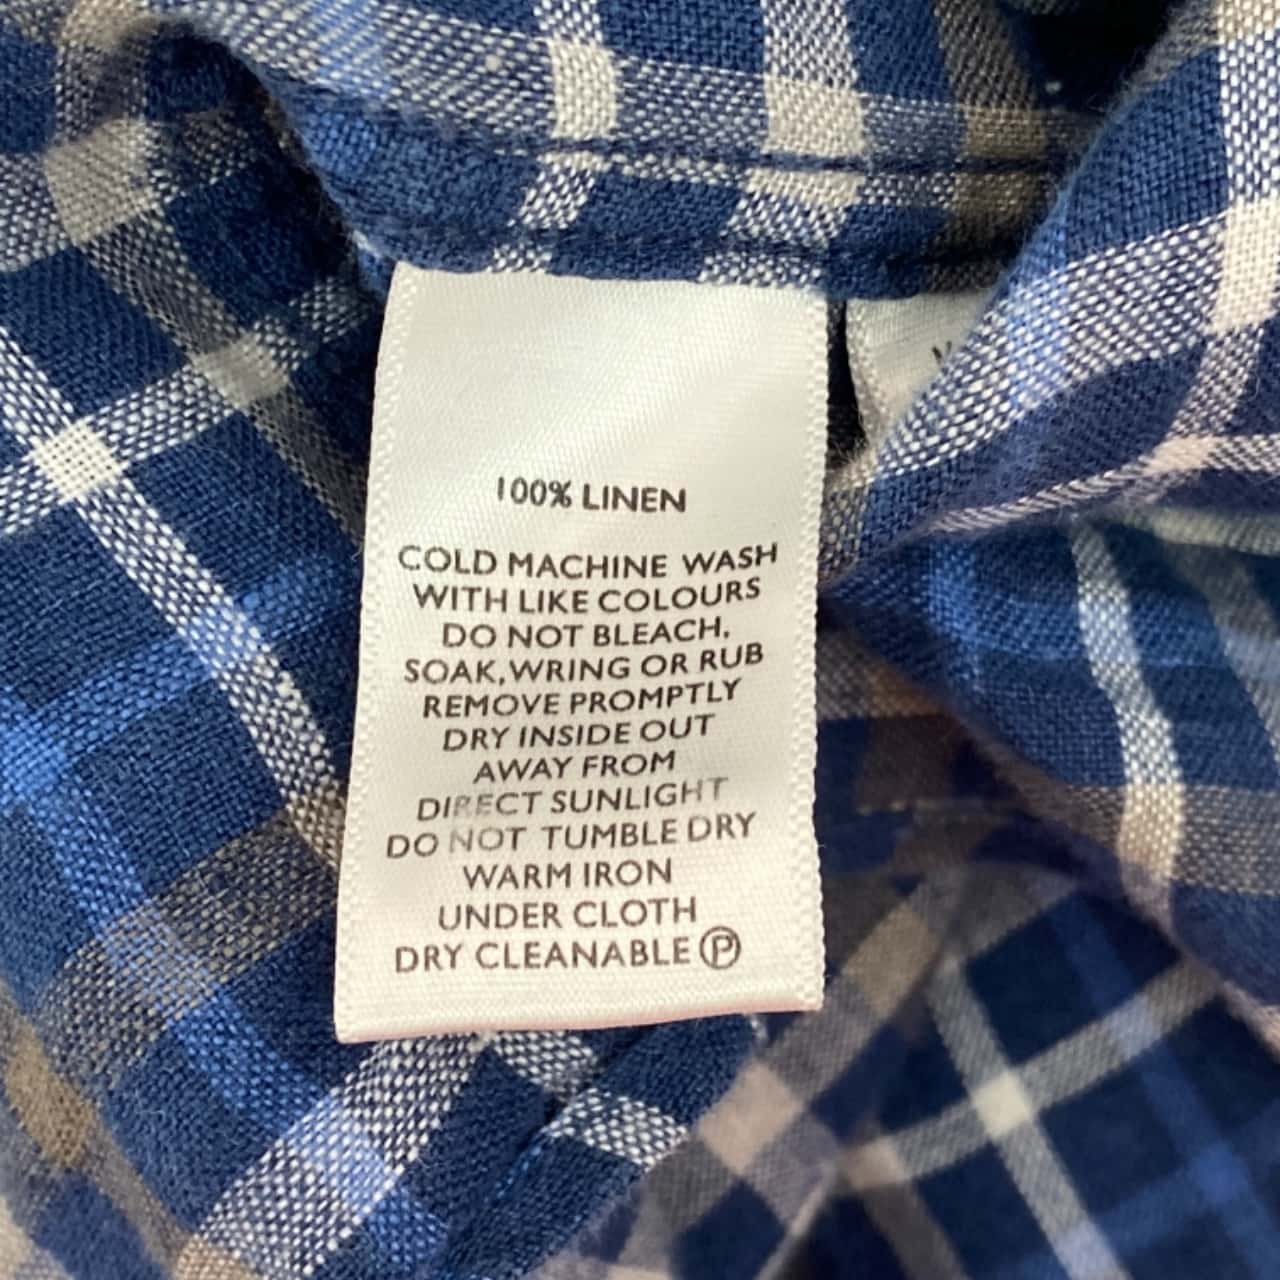 100% LINEN
COLD MACHINE WASH
WITH LIKE COLOURS
DO NOT BLEACH,
SOAK, WRING OR RUB
REMOVE PROMPTLY
DRY INSIDE OUT
AWAY FROM
DIRECT SUNLIGHT
DO NOT TUMBLE DRY
WARM IRON
UNDER CLOTH
DRY CLEANABLE Ⓟ